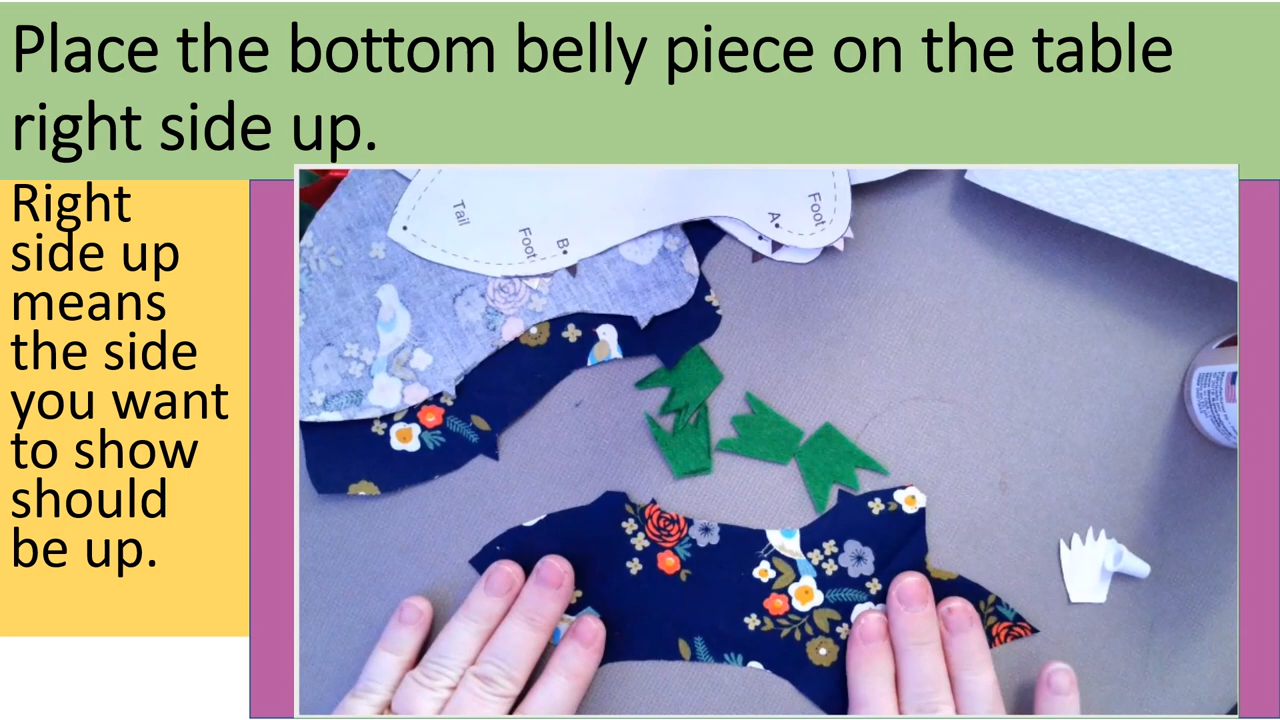 Place the bottom belly piece on the table
right side up.
Right
side up
means
the side
you want
to show
should
be up.
Tail
Foot
B
A
Foot